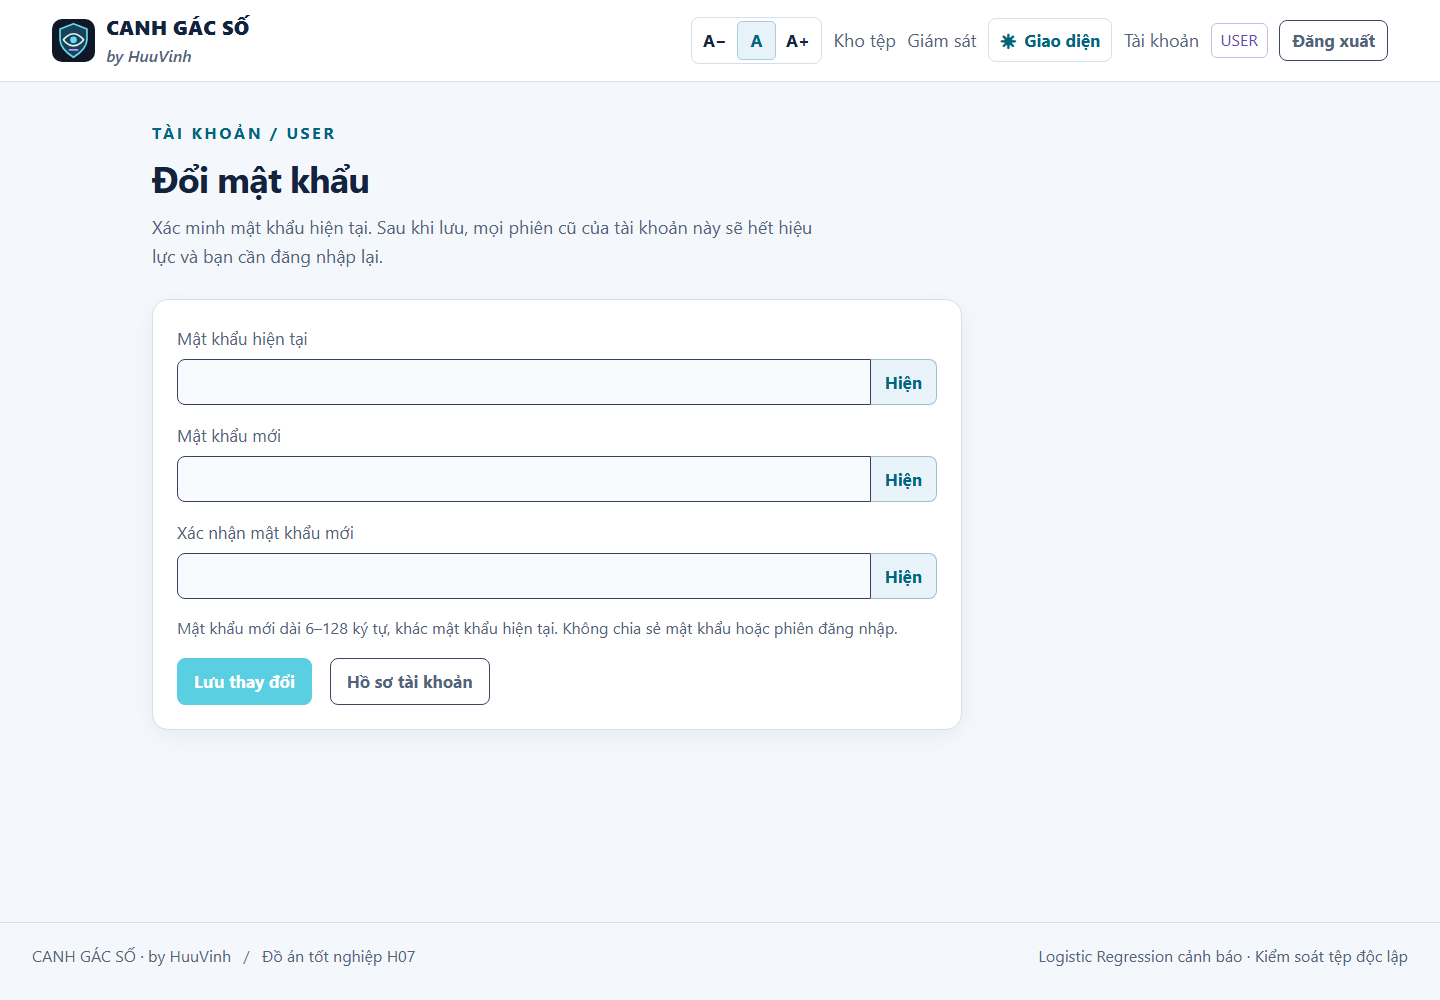 CANH GÁC SỐ
by HuuVinh
A− A A+ Kho tệp Giám sát Giao diện Tài khoản USER Đăng xuất
TÀI KHOẢN / USER
Đổi mật khẩu
Xác minh mật khẩu hiện tại. Sau khi lưu, mọi phiên cũ của tài khoản này sẽ hết hiệu
lực và bạn cần đăng nhập lại.
Mật khẩu hiện tại
Hiện
Mật khẩu mới
Hiện
Xác nhận mật khẩu mới
Hiện
Mật khẩu mới dài 6–128 ký tự, khác mật khẩu hiện tại. Không chia sẻ mật khẩu hoặc phiên đăng nhập.
Lưu thay đổi Hồ sơ tài khoản
CANH GÁC SỐ · by HuuVinh / Đồ án tốt nghiệp H07
Logistic Regression cảnh báo · Kiểm soát tệp độc lập